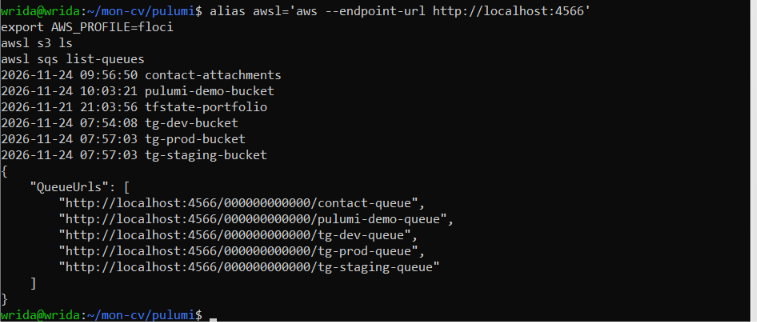 wrida@wrida:~/mon-cv/pulumi$ alias awsl='aws --endpoint-url http://localhost:4566'
export AWS_PROFILE=floci
awsl s3 ls
awsl sqs list-queues
2026-11-24 09:56:50 contact-attachments
2026-11-24 10:03:21 pulumi-demo-bucket
2026-11-21 21:03:56 tfstate-portfolio
2026-11-24 07:54:08 tg-dev-bucket
2026-11-24 07:57:03 tg-prod-bucket
2026-11-24 07:57:03 tg-staging-bucket
{
    "QueueUrls": [
        "http://localhost:4566/000000000000/contact-queue",
        "http://localhost:4566/000000000000/pulumi-demo-queue",
        "http://localhost:4566/000000000000/tg-dev-queue",
        "http://localhost:4566/000000000000/tg-prod-queue",
        "http://localhost:4566/000000000000/tg-staging-queue"
    ]
}
wrida@wrida:~/mon-cv/pulumi$